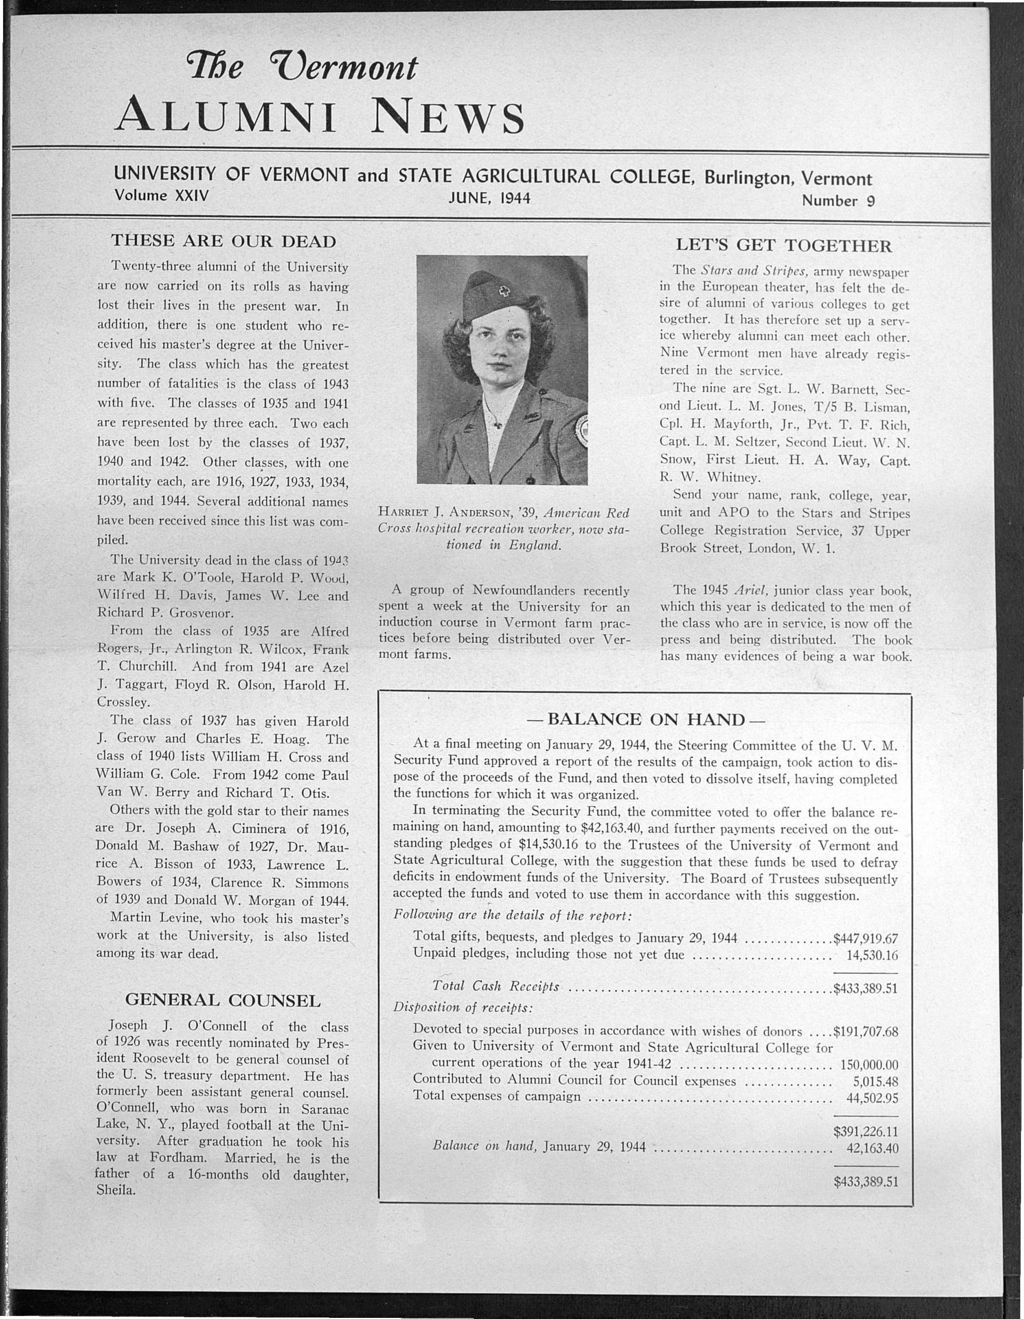 The Vermont
ALUMNI NEWS
UNIVERSITY OF VERMONT and STATE AGRICULTURAL COLLEGE, Burlington, Vermont
Volume XXIV JUNE, 1944 Number 9
THESE ARE OUR DEAD
Twenty-three alumni of the University
are now carried on its rolls as having
lost their lives in the present war. In
addition, there is one student who re-
ceived his master's degree at the Univer-
sity. The class which has the greatest
number of fatalities is the class of 1943
with five. The classes of 1935 and 1941
are represented by three each. Two each
have been lost by the classes of 1937,
1940 and 1942. Other classes, with one
mortality each, are 1916, 1927, 1933, 1934,
1939, and 1944. Several additional names
have been received since this list was com-
piled.
The University dead in the class of 1943
are Mark K. O'Toole, Harold P. Wood,
Wilfred H. Davis, James W. Lee and
Richard P. Grosvenor.
From the class of 1935 are Alfred
Rogers, Jr., Arlington R. Wilcox, Frank
T. Churchill. And from 1941 are Azel
J. Taggart, Floyd R. Olson, Harold H.
Crossley.
The class of 1937 has given Harold
J. Gerow and Charles E. Hoag. The
class of 1940 lists William H. Cross and
William G. Cole. From 1942 come Paul
Van W. Berry and Richard T. Otis.
Others with the gold star to their names
are Dr. Joseph A. Ciminera of 1916,
Donald M. Bashaw of 1927, Dr. Mau-
rice A. Bisson of 1933, Lawrence L.
Bowers of 1934, Clarence R. Simmons
of 1939 and Donald W. Morgan of 1944.
Martin Levine, who took his master's
work at the University, is also listed
among its war dead.
GENERAL COUNSEL
Joseph J. O'Connell of the class
of 1926 was recently nominated by Pres-
ident Roosevelt to be general counsel of
the U. S. treasury department. He has
formerly been assistant general counsel.
O'Connell, who was born in Saranac
Lake, N. Y., played football at the Uni-
versity. After graduation he took his
law at Fordham. Married, he is the
father of a 16-months old daughter,
Sheila.
HARRIET J. ANDERSON, '39, American Red
Cross hospital recreation worker, now sta-
tioned in England.
A group of Newfoundlanders recently
spent a week at the University for an
induction course in Vermont farm prac-
tices before being distributed over Ver-
mont farms.
LET'S GET TOGETHER
The Stars and Stripes, army newspaper
in the European theater, has felt the de-
sire of alumni of various colleges to get
together. It has therefore set up a serv-
ice whereby alumni can meet each other.
Nine Vermont men have already regis-
tered in the service.
The nine are Sgt. L. W. Barnett, Sec-
ond Lieut. L. M. Jones, T/5 B. Lisman,
Cpl. H. Mayforth, Jr., Pvt. T. F. Rich,
Capt. L. M. Seltzer, Second Lieut. W. N.
Snow, First Lieut. H. A. Way, Capt.
R. W. Whitney.
Send your name, rank, college, year,
unit and APO to the Stars and Stripes
College Registration Service, 37 Upper
Brook Street, London, W. 1.
The 1945 Ariel, junior class year book,
which this year is dedicated to the men of
the class who are in service, is now off the
press and being distributed. The book
has many evidences of being a war book.
— BALANCE ON HAND —
At a final meeting on January 29, 1944, the Steering Committee of the U. V. M.
Security Fund approved a report of the results of the campaign, took action to dis-
pose of the proceeds of the Fund, and then voted to dissolve itself, having completed
the functions for which it was organized.
In terminating the Security Fund, the committee voted to offer the balance re-
maining on hand, amounting to $42,163.40, and further payments received on the out-
standing pledges of $14,530.16 to the Trustees of the University of Vermont and
State Agricultural College, with the suggestion that these funds be used to defray
deficits in endowment funds of the University. The Board of Trustees subsequently
accepted the funds and voted to use them in accordance with this suggestion.
Following are the details of the report:
Total gifts, bequests, and pledges to January 29, 1944 .............. $447,919.67
Unpaid pledges, including those not yet due ...................... 14,530.16
Total Cash Receipts ......................................... $433,389.51
Disposition of receipts:
Devoted to special purposes in accordance with wishes of donors .... $191,707.68
Given to University of Vermont and State Agricultural College for
current operations of the year 1941-42 ........................ 150,000.00
Contributed to Alumni Council for Council expenses .............. 5,015.48
Total expenses of campaign ...................................... 44,502.95
$391,226.11
Balance on hand, January 29, 1944 ............................ 42,163.40
$433,389.51